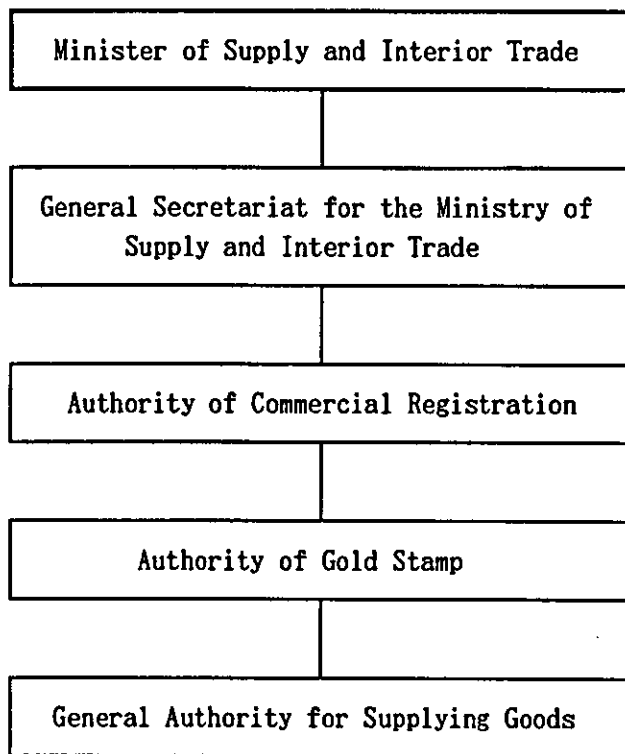 Minister of Supply and Interior Trade
General Secretariat for the Ministry of
Supply and Interior Trade
Authority of Commercial Registration
Authority of Gold Stamp
General Authority for Supplying Goods